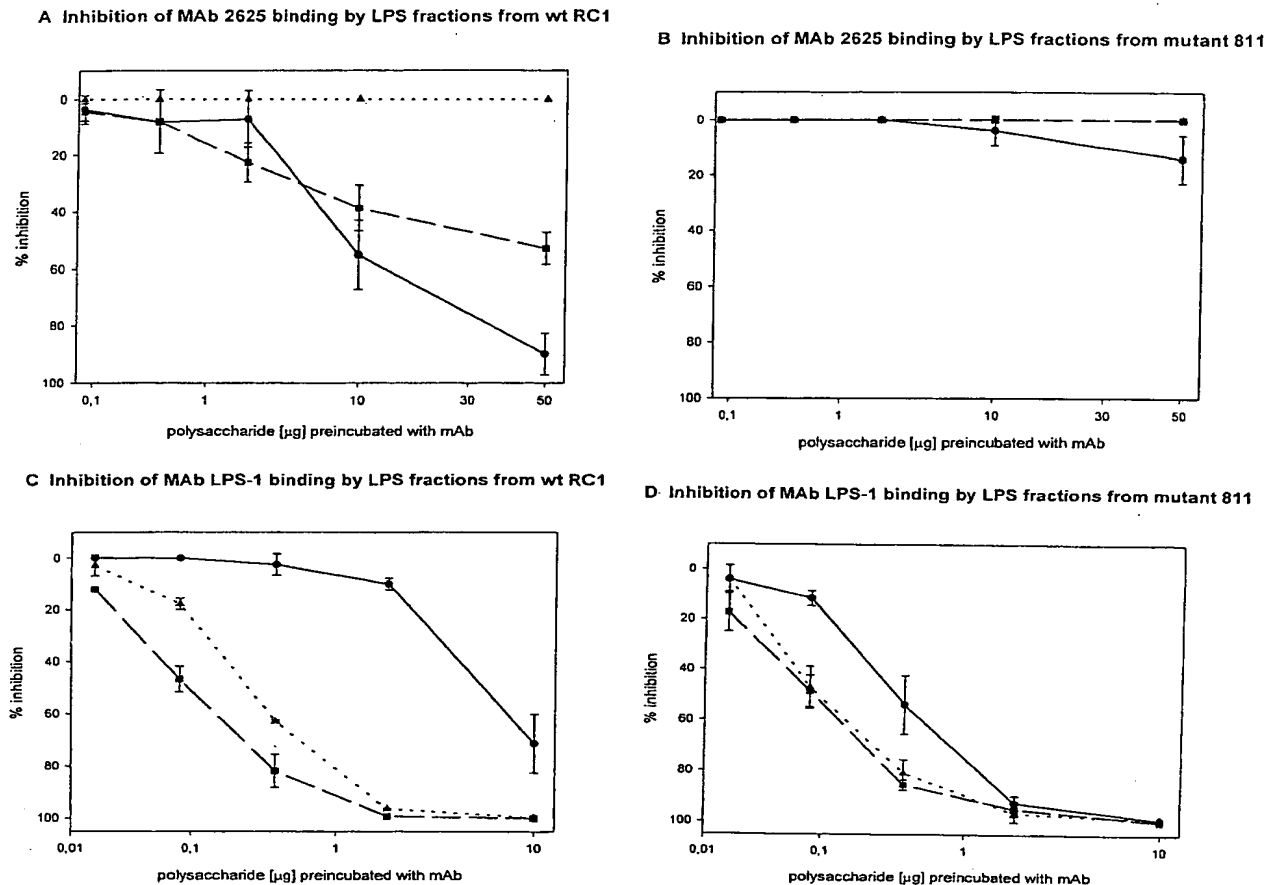 A Inhibition of MAb 2625 binding by LPS fractions from wt RC1
0
20
40
60
80
100
% inhibition
0,1 1 10 30 50
polysaccharide [µg] preincubated with mAb
B Inhibition of MAb 2625 binding by LPS fractions from mutant 811
0
20
40
60
80
100
% inhibition
0,1 1 10 30 50
polysaccharide [µg] preincubated with mAb
C Inhibition of MAb LPS-1 binding by LPS fractions from wt RC1
0
20
40
60
80
100
% inhibition
0,01 0,1 1 10
polysaccharide [µg] preincubated with mAb
D Inhibition of MAb LPS-1 binding by LPS fractions from mutant 811
0
20
40
60
80
100
% inhibition
0,01 0,1 1 10
polysaccharide [µg] preincubated with mAb